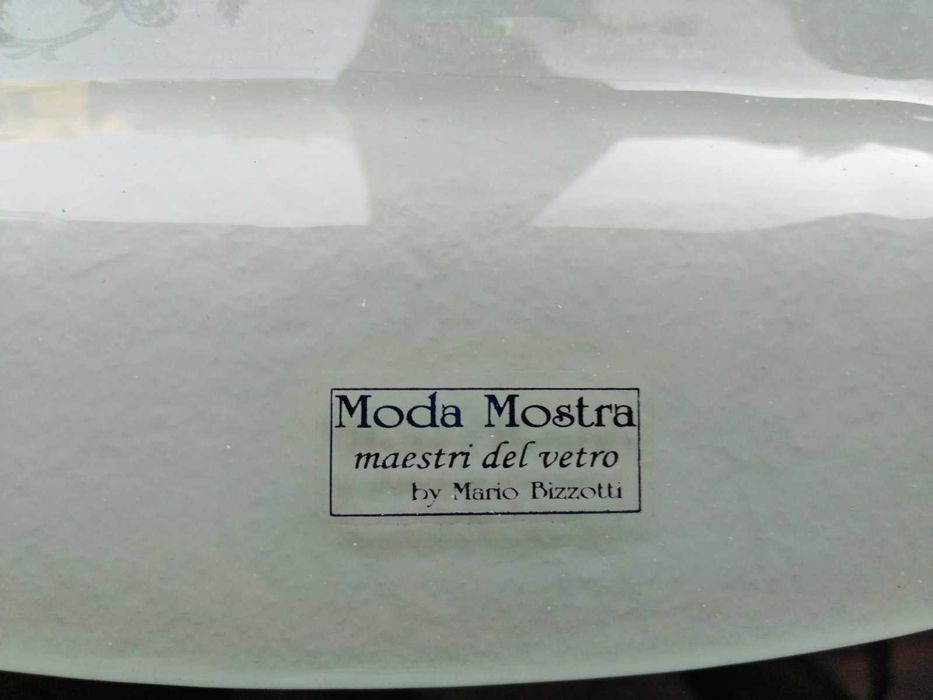 Moda Mostra
maestri del vetro
by Mario Bizzotti